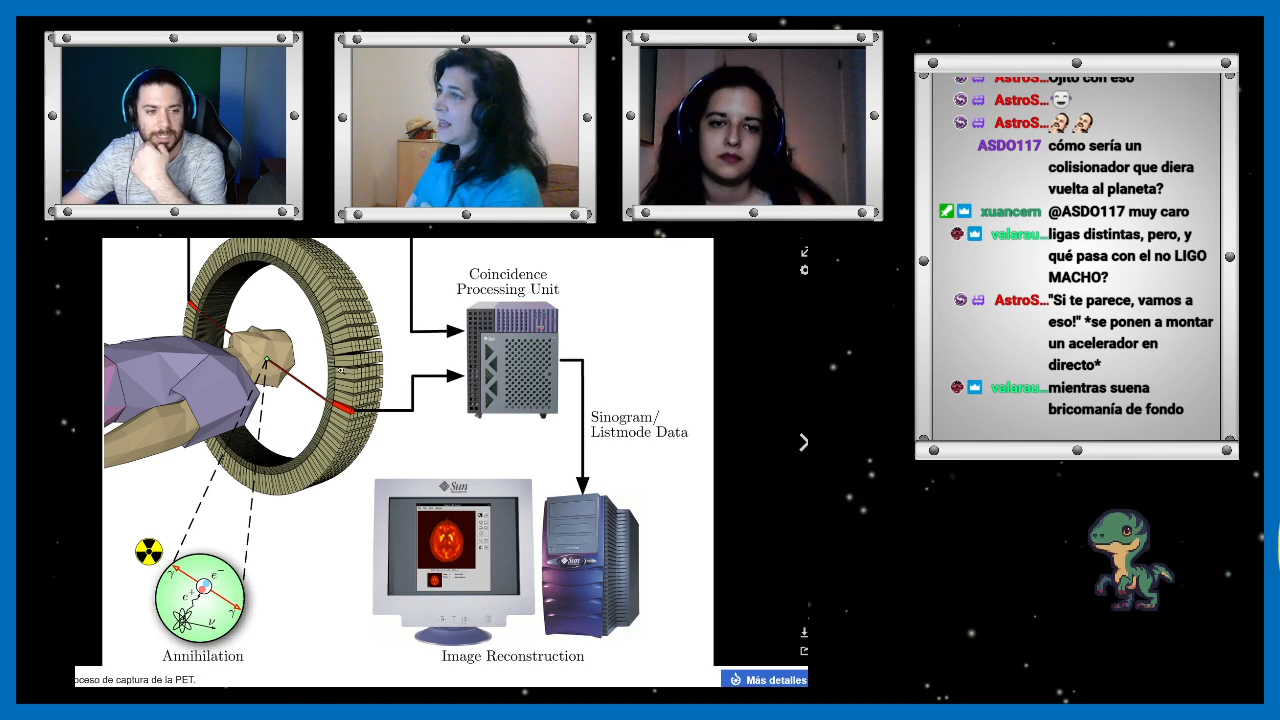 AstroS... Ojito con eso
AstroS...
AstroS...
ASDO117 cómo sería un
colisionador que diera
vuelta al planeta?
xuancern @ASDO117 muy caro
valarau... ligas distintas, pero, y
qué pasa con el no LIGO
MACHO?
AstroS... "Si te parece, vamos a
eso!" *se ponen a montar
un acelerador en
directo*
valarau... mientras suena
bricomanía de fondo
Coincidence
Processing Unit
Sinogram/
Listmode Data
Sun
Sun
γ
e−
e+
γ
ν
Annihilation
Image Reconstruction
oceso de captura de la PET.
Más detalles